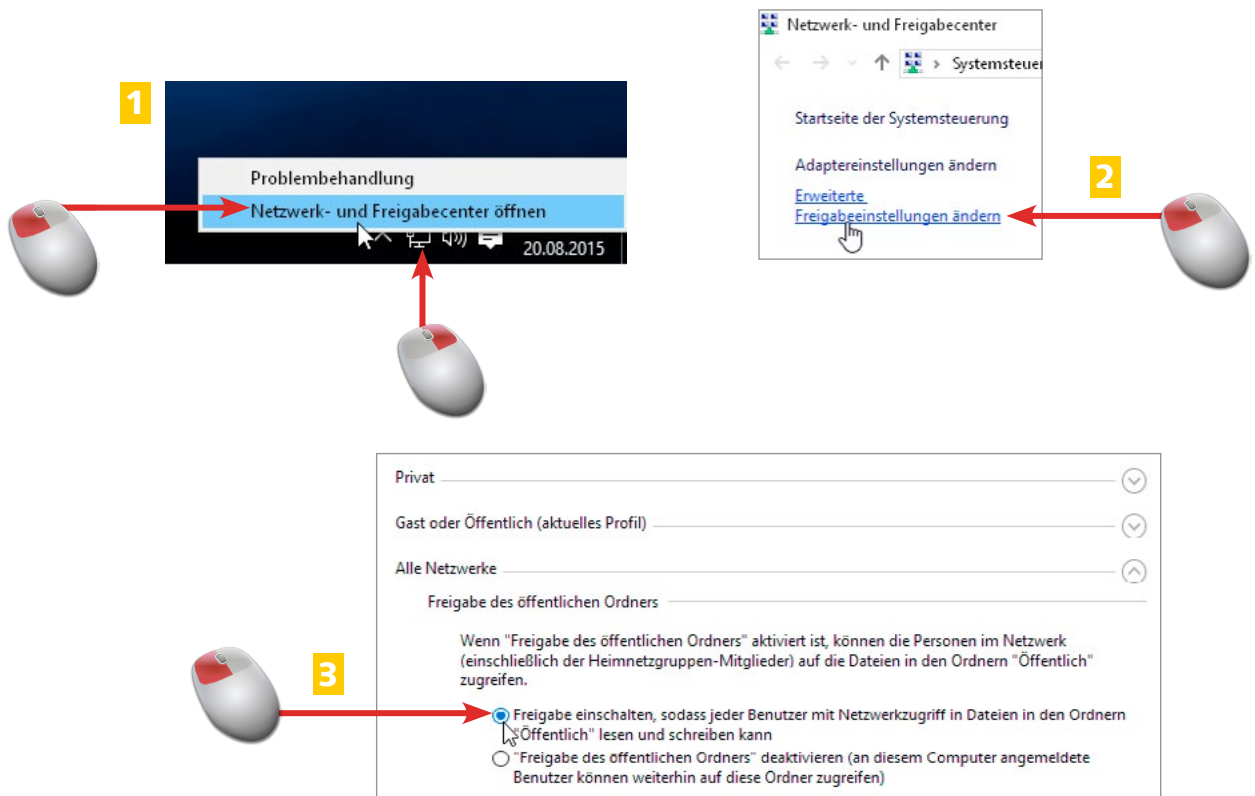 1
Problembehandlung
Netzwerk- und Freigabecenter öffnen
20.08.2015
Netzwerk- und Freigabecenter
Systemsteuer
Startseite der Systemsteuerung
Adaptereinstellungen ändern
Erweiterte
Freigabeeinstellungen ändern
2
Privat
Gast oder Öffentlich (aktuelles Profil)
Alle Netzwerke
Freigabe des öffentlichen Ordners
Wenn "Freigabe des öffentlichen Ordners" aktiviert ist, können die Personen im Netzwerk
(einschließlich der Heimnetzgruppen-Mitglieder) auf die Dateien in den Ordnern "Öffentlich"
zugreifen.
3
Freigabe einschalten, sodass jeder Benutzer mit Netzwerkzugriff in Dateien in den Ordnern
"Öffentlich" lesen und schreiben kann
"Freigabe des öffentlichen Ordners" deaktivieren (an diesem Computer angemeldete
Benutzer können weiterhin auf diese Ordner zugreifen)